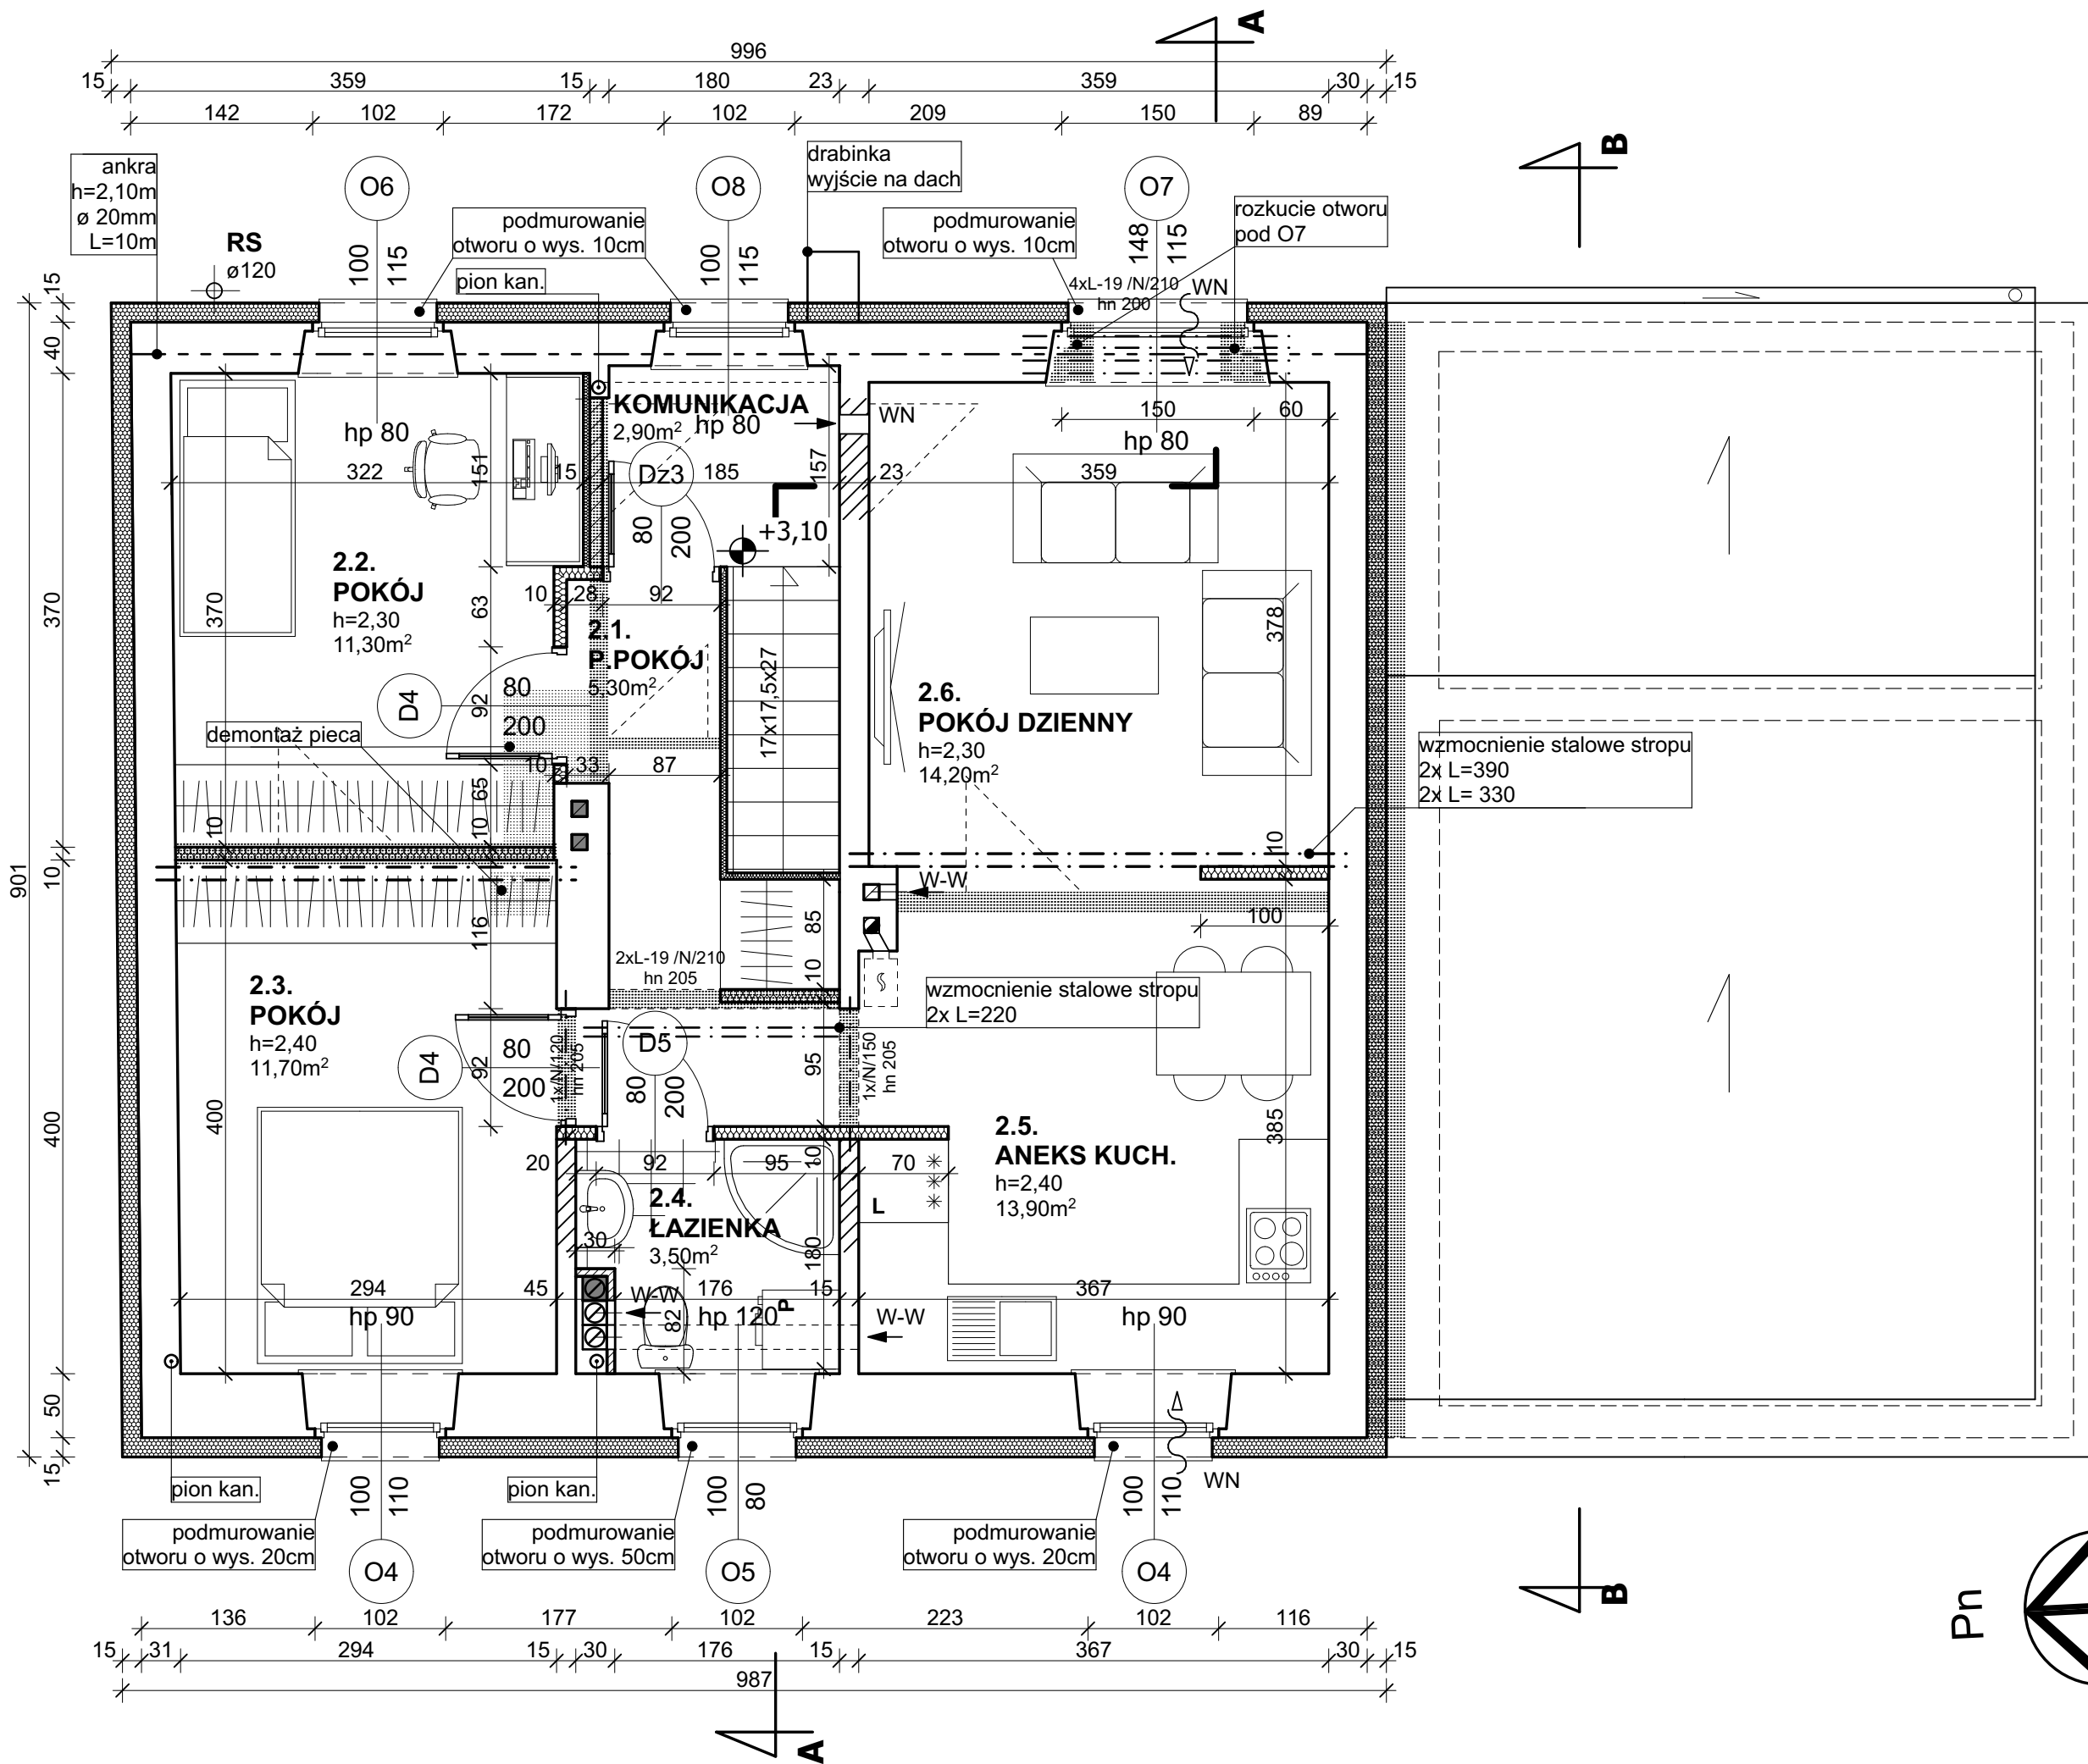 A
996
15
359
15
180
23
359
30
15
142
102
172
102
209
150
89
B
ankra
h=2,10m
ø 20mm
L=10m
O6
O8
drabinka
wyjście na dach
O7
RS
ø120
podmurowanie
otworu o wys. 10cm
podmurowanie
otworu o wys. 10cm
rozkucie otworu
pod O7
100
115
100
115
148
115
pion kan.
4xL-19 /N/210
hn 200
WN
15
40
370
10
400
50
15
901
KOMUNIKACJA
2,90m²
hp 80
WN
150
60
hp 80
hp 80
322
151
15
Dz3
185
157
23
359
80
200
+3,10
2.2.
POKÓJ
h=2,30
11,30m²
370
63
10
28
92
2.1.
P.POKÓJ
5,30m²
17x17,5x27
378
D4
92
80
200
2.6.
POKÓJ DZIENNY
h=2,30
14,20m²
demontaż pieca
10
33
87
65
10
10
wzmocnienie stalowe stropu
2x L=390
2x L= 330
10
W-W
116
85
100
2xL-19 /N/210
hn 205
10
2.3.
POKÓJ
h=2,40
11,70m²
wzmocnienie stalowe stropu
2x L=220
D4
92
80
200
1x/N/120
hn 205
D5
80
200
95
1x/N/150
hn 205
400
385
2.5.
ANEKS KUCH.
h=2,40
13,90m²
20
92
95
10
70
L
2.4.
ŁAZIENKA
3,50m²
30
180
294
45
W-W
176
15
367
hp 90
82
hp 120
P
W-W
hp 90
pion kan.
100
110
pion kan.
100
80
100
110
WN
podmurowanie
otworu o wys. 20cm
podmurowanie
otworu o wys. 50cm
podmurowanie
otworu o wys. 20cm
O4
O5
O4
B
Pn
136
102
177
102
223
102
116
15
31
294
15
30
176
15
367
30
15
987
A